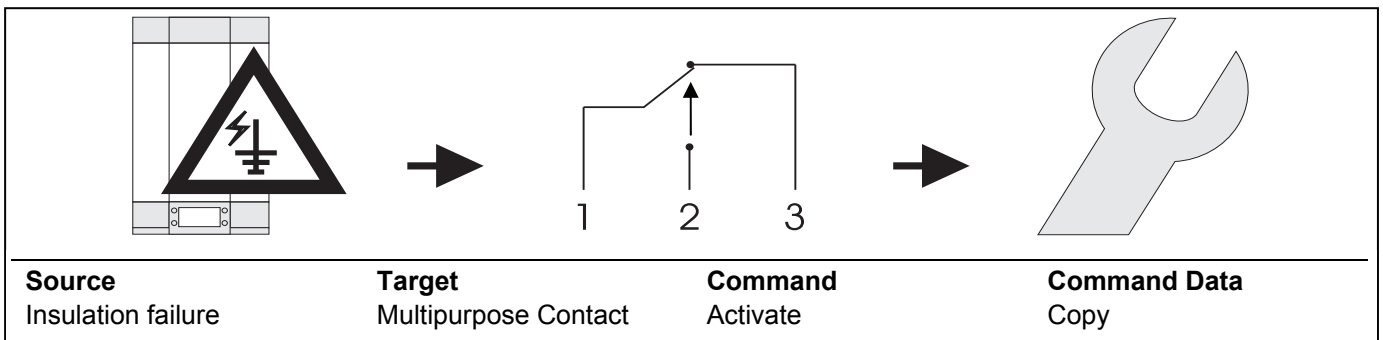 1 2 3
Source Target Command Command Data
Insulation failure Multipurpose Contact Activate Copy